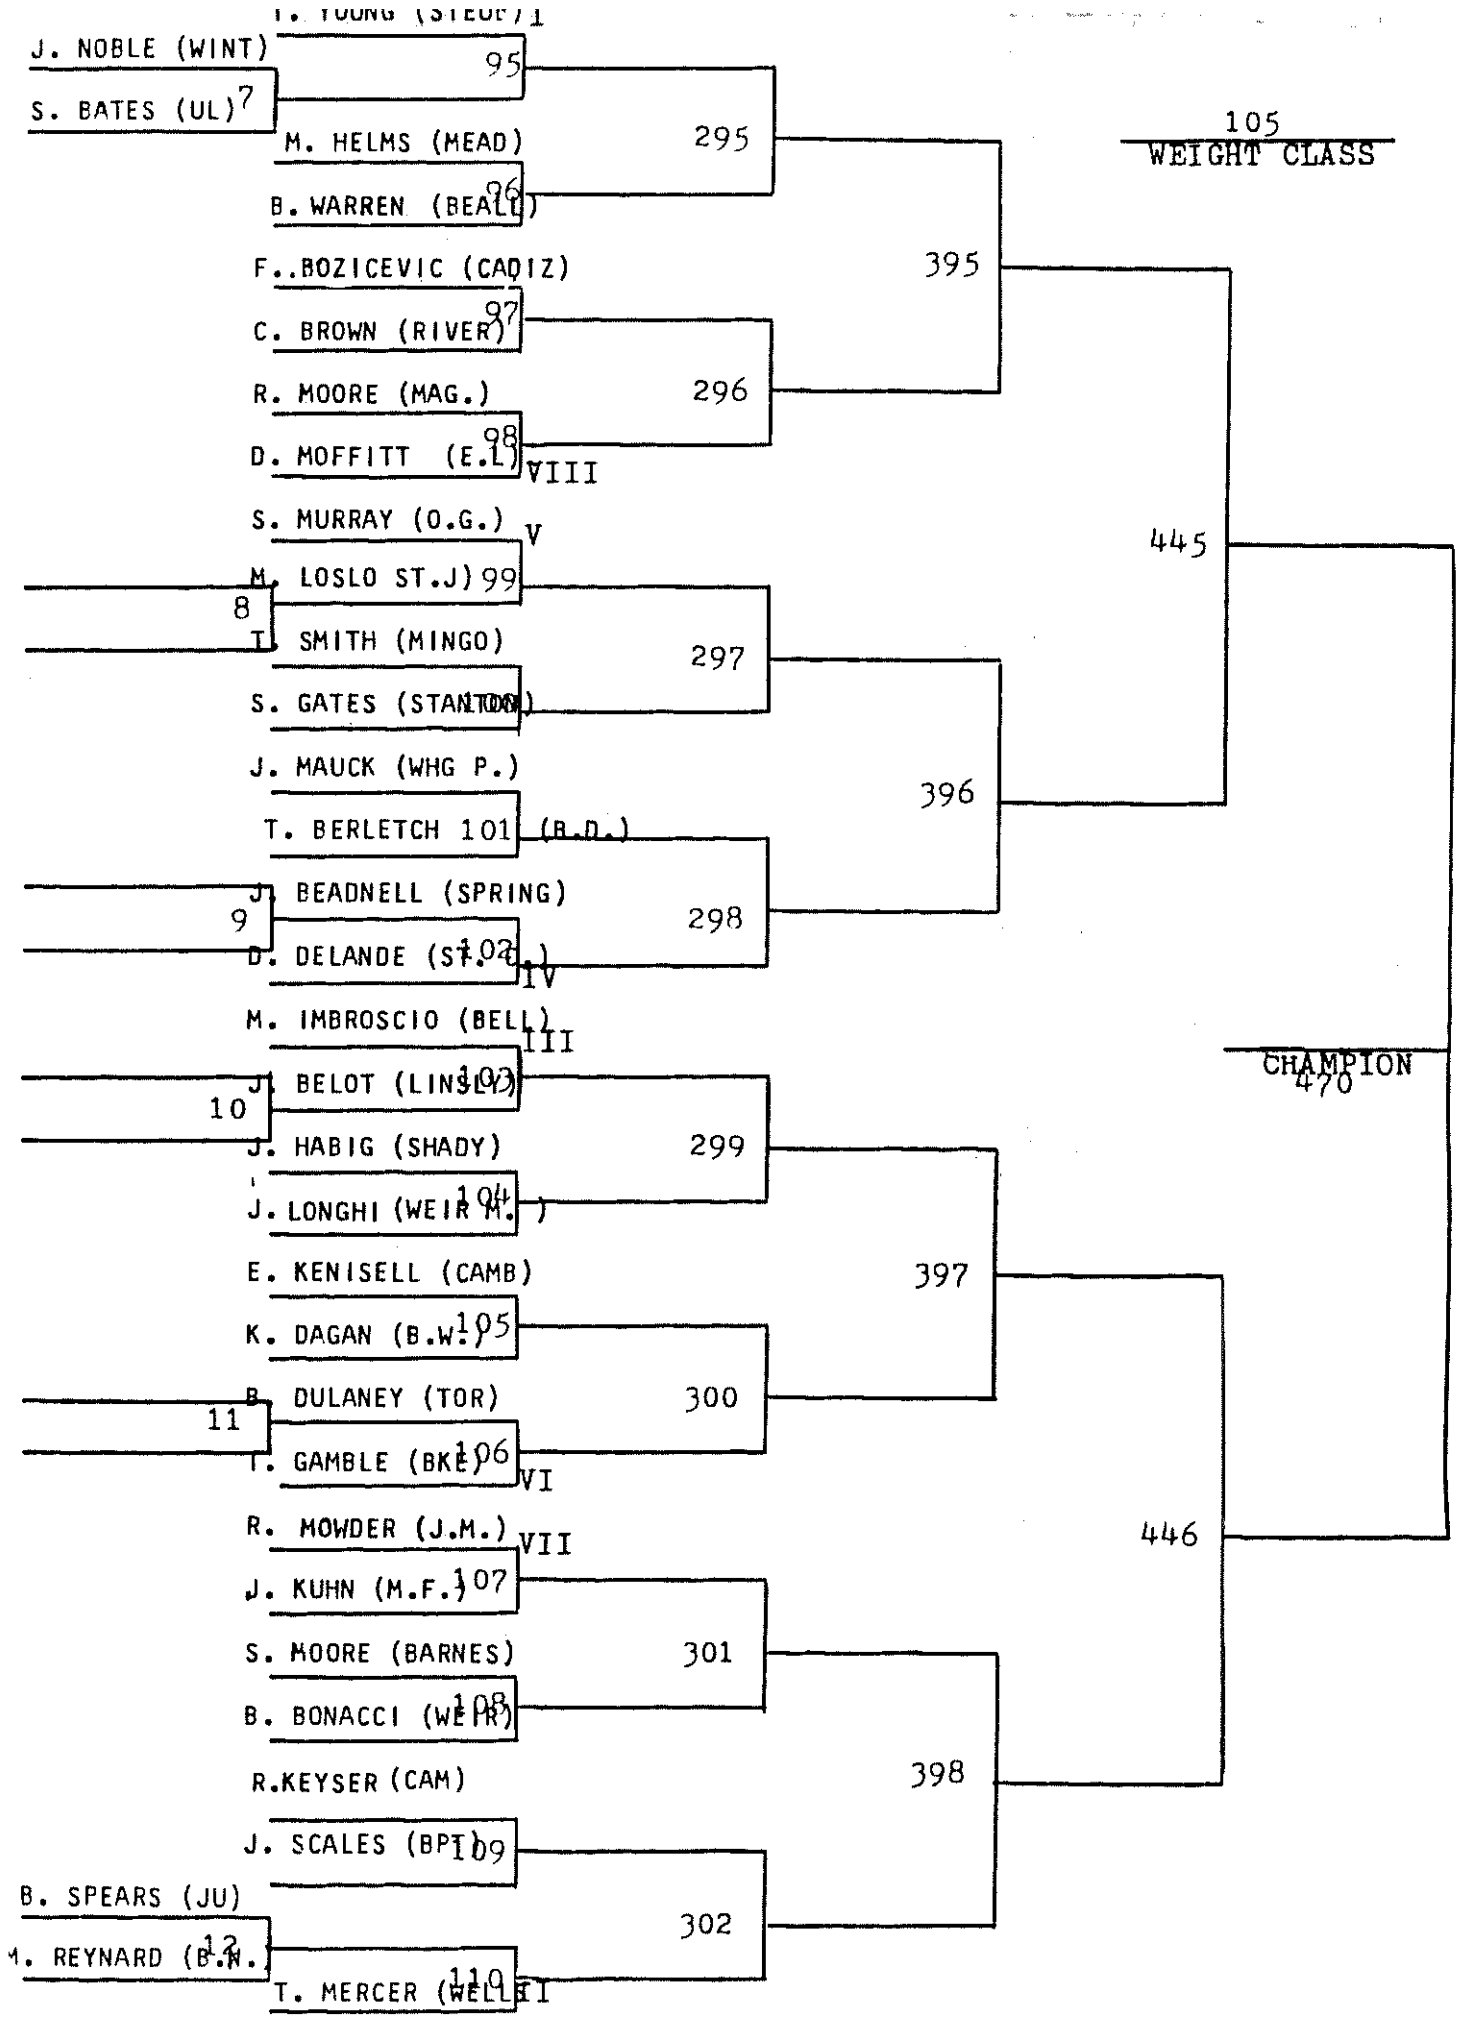 T. YOUNG (STEUF) I
J. NOBLE (WINT)
95
S. BATES (UL) 7
105
WEIGHT CLASS
M. HELMS (MEAD)
295
96
B. WARREN (BEALL)
F..BOZICEVIC (CADIZ)
395
97
C. BROWN (RIVER)
R. MOORE (MAG.)
296
98
D. MOFFITT (E.L) VIII
S. MURRAY (O.G.) V
445
M. LOSLO ST.J) 99
8
T. SMITH (MINGO)
297
S. GATES (STANTON) 100
J. MAUCK (WHG P.)
396
T. BERLETCH 101 (B.D.)
J. BEADNELL (SPRING)
9
298
102
D. DELANDE (ST. C.) IV
M. IMBROSCIO (BELL) III
CHAMPION
470
J. BELOT (LINSLY) 103
10
J. HABIG (SHADY)
299
104
J. LONGHI (WEIR M. )
E. KENISELL (CAMB)
397
105
K. DAGAN (B.W.)
B. DULANEY (TOR)
300
11
106
T. GAMBLE (BKE) VI
R. MOWDER (J.M.) VII
446
J. KUHN (M.F.) 107
S. MOORE (BARNES)
301
108
B. BONACCI (WEIR)
R.KEYSER (CAM)
398
J. SCALES (BPT) 109
B. SPEARS (JU)
302
12
M. REYNARD (B.N.)
110
T. MERCER (WELLS) II